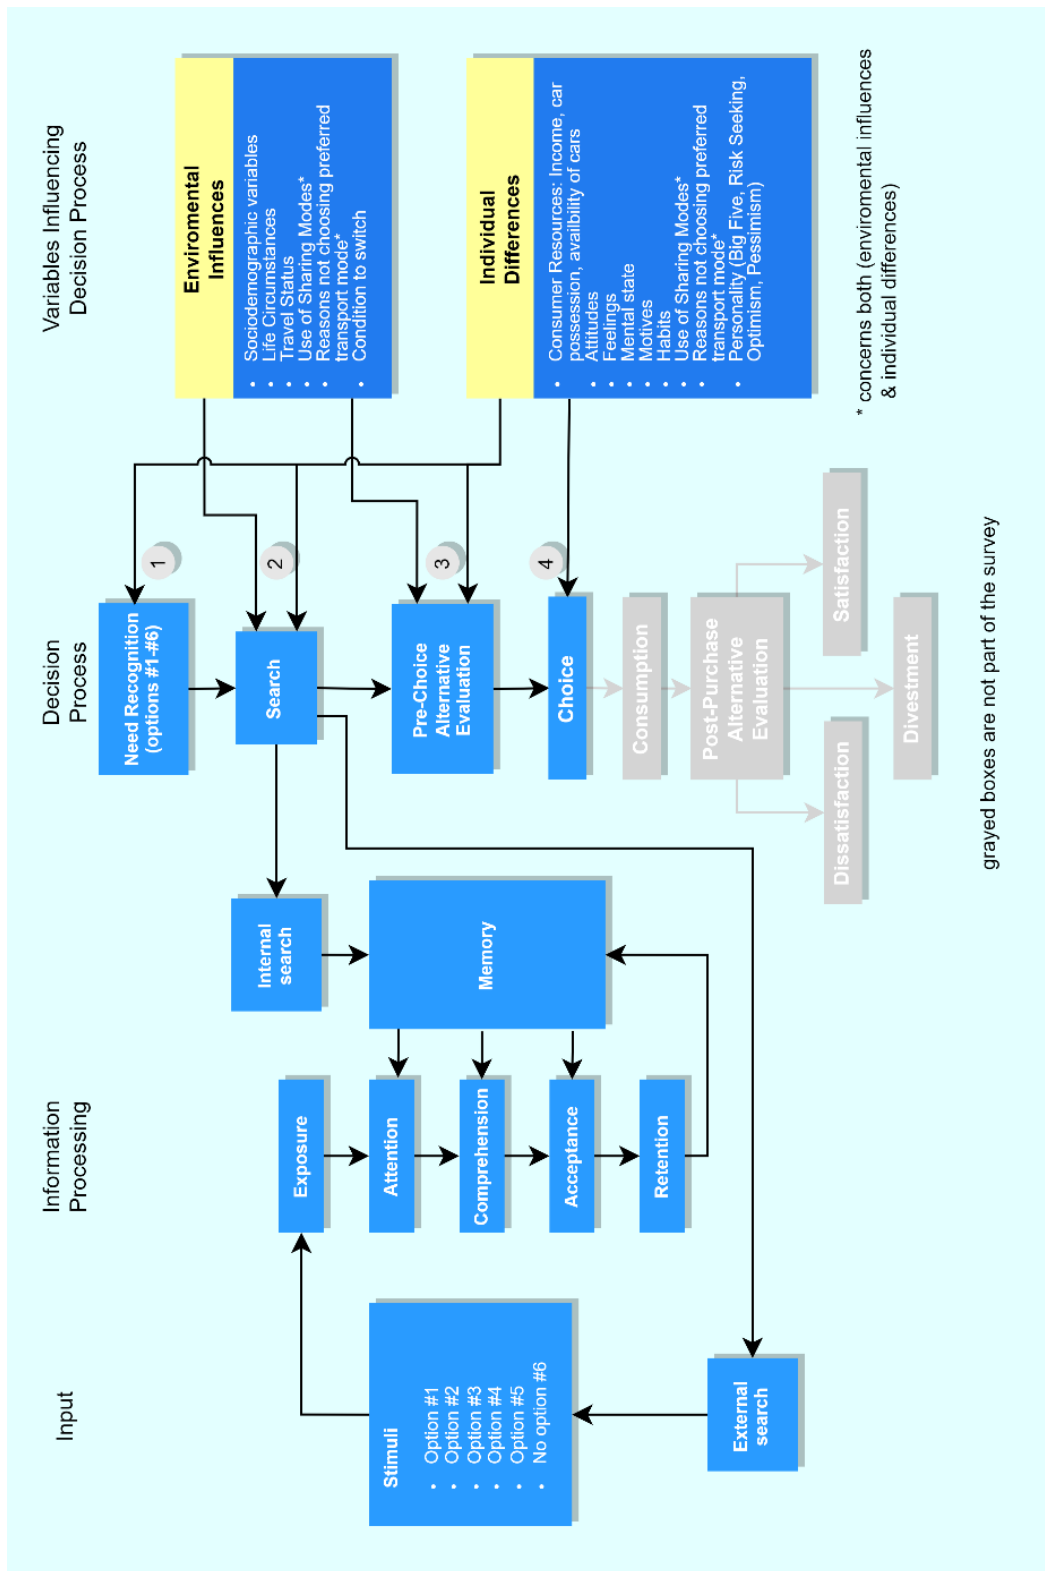 Input
Information
Processing
Decision
Process
Variables Influencing
Decision Process
Stimuli
• Option #1
• Option #2
• Option #3
• Option #4
• Option #5
• No option #6
External
search
Exposure
Attention
Comprehension
Acceptance
Retention
Internal
search
Memory
Need Recognition
(options #1-#6)
Search
Pre-Choice
Alternative
Evaluation
Choice
Consumption
Post-Purchase
Alternative
Evaluation
Dissatisfaction
Satisfaction
Divestment
1
2
3
4
Enviromental
Influences
• Sociodemographic variables
• Life Circumstances
• Travel Status
• Use of Sharing Modes*
• Reasons not choosing preferred
transport mode*
• Condition to switch
Individual
Differences
• Consumer Resources: Income, car
possession, availbility of cars
• Attitudes
• Feelings
• Mental state
• Motives
• Habits
• Use of Sharing Modes*
• Reasons not choosing preferred
transport mode*
• Personality (Big Five, Risk Seeking,
Optimism, Pessimism)
* concerns both (enviromental influences
& individual differences)
grayed boxes are not part of the survey